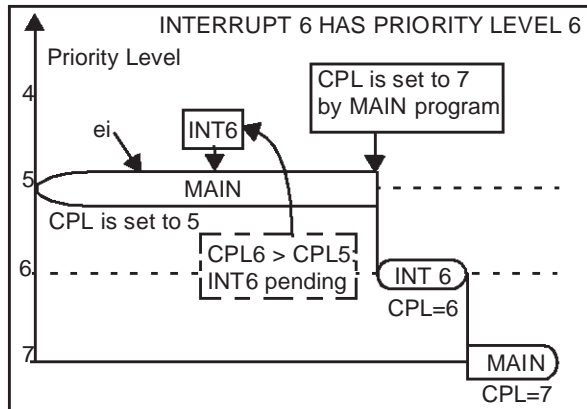 INTERRUPT 6 HAS PRIORITY LEVEL 6
Priority Level
CPL is set to 7
by MAIN program
4
ei
INT6
5
MAIN
CPL is set to 5
CPL6 > CPL5
INT6 pending
6
INT 6
CPL=6
7
MAIN
CPL=7